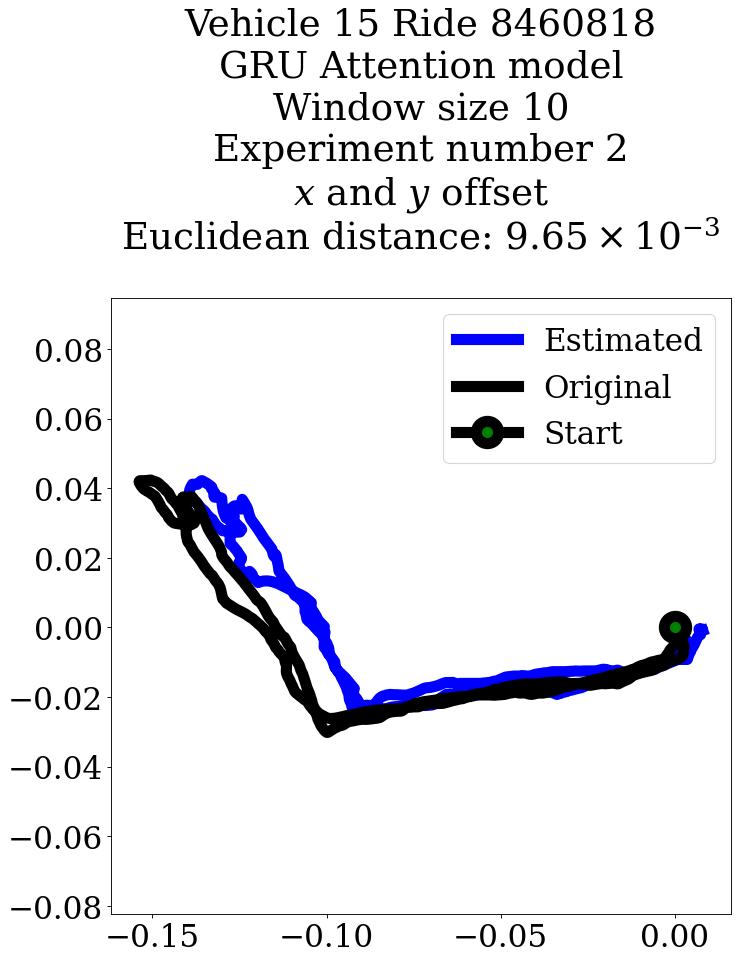 Vehicle 15 Ride 8460818
GRU Attention model
Window size 10
Experiment number 2
x and y offset
Euclidean distance: 9.65 × 10⁻³
Estimated
Original
Start
0.08
0.06
0.04
0.02
0.00
−0.02
−0.04
−0.06
−0.08
−0.15 −0.10 −0.05 0.00